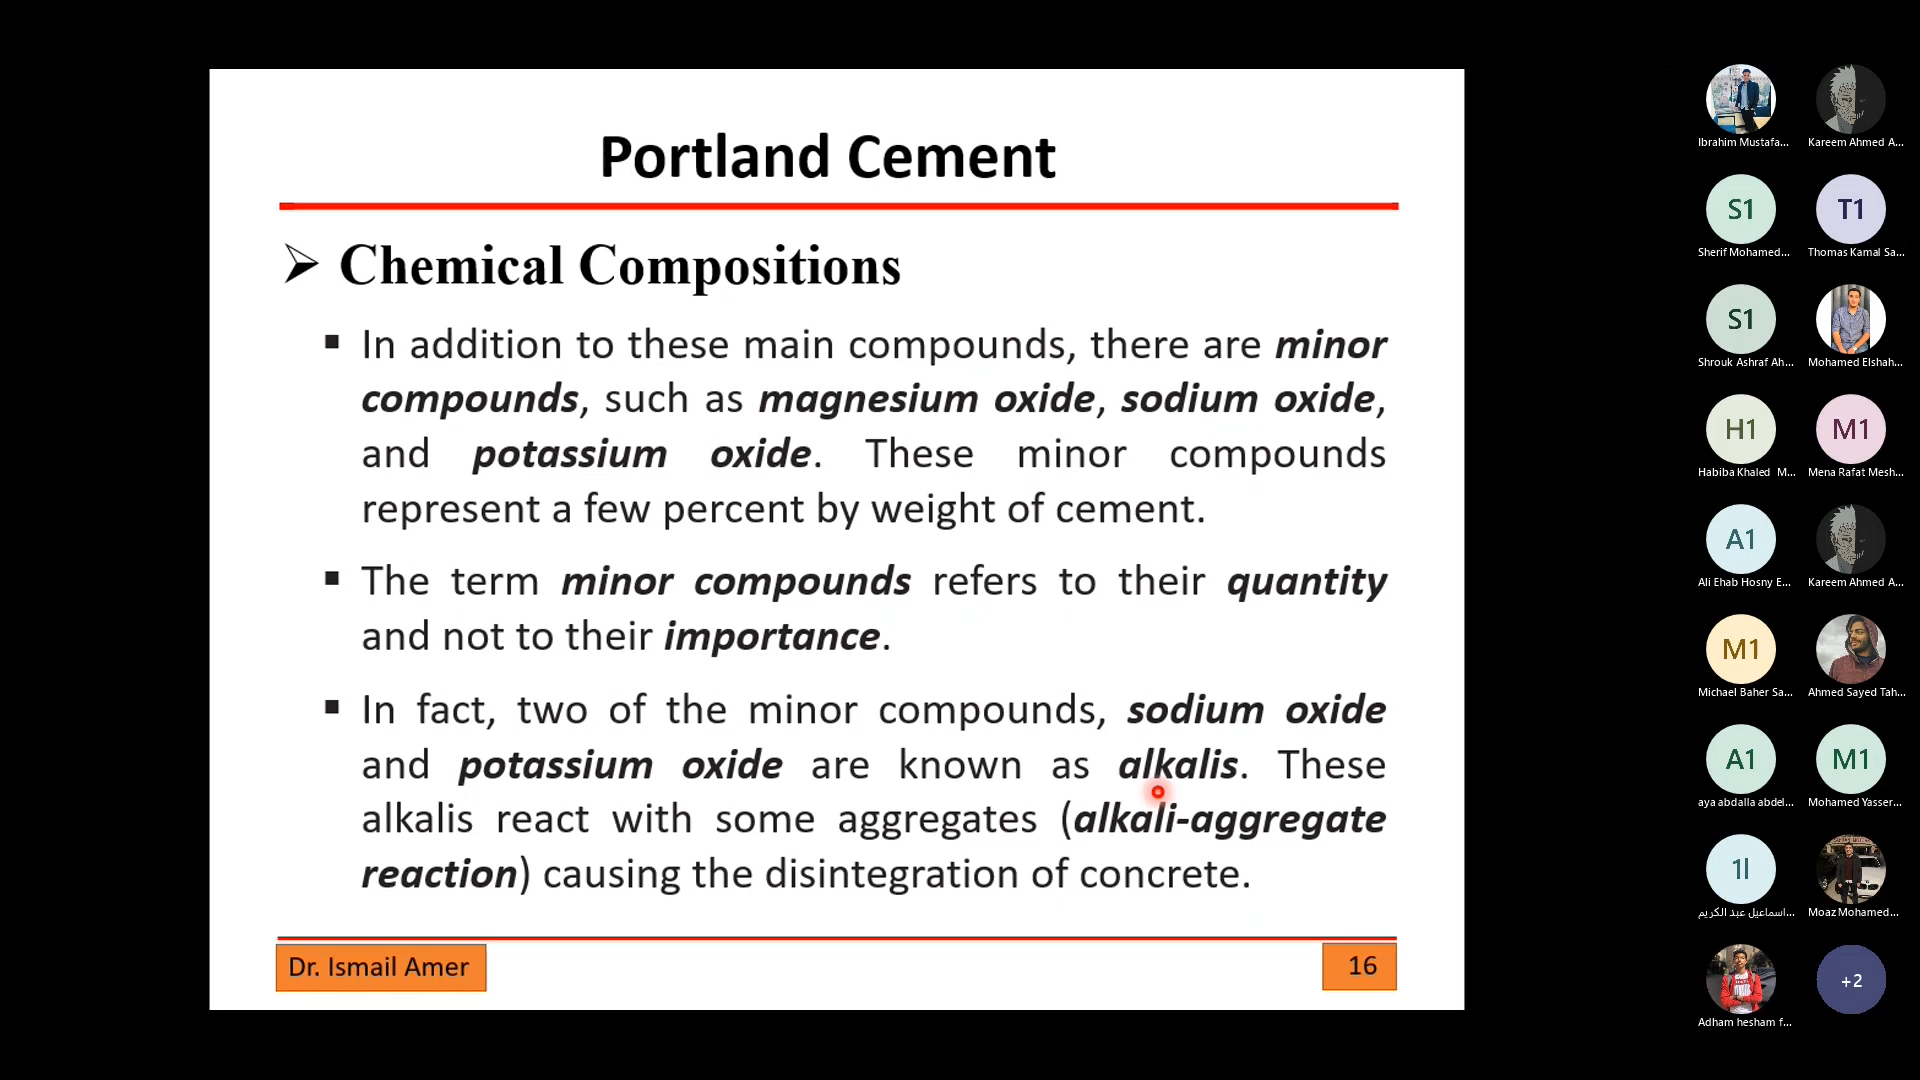 Portland Cement
➢ Chemical Compositions
▪ In addition to these main compounds, there are minor
compounds, such as magnesium oxide, sodium oxide,
and potassium oxide. These minor compounds
represent a few percent by weight of cement.
▪ The term minor compounds refers to their quantity
and not to their importance.
▪ In fact, two of the minor compounds, sodium oxide
and potassium oxide are known as alkalis. These
alkalis react with some aggregates (alkali-aggregate
reaction) causing the disintegration of concrete.
Dr. Ismail Amer
16
Ibrahim Mustafa...
Kareem Ahmed A...
S1
T1
Sherif Mohamed...
Thomas Kamal Sa...
S1
Shrouk Ashraf Ah...
Mohamed Elshah...
H1
M1
Habiba Khaled M...
Mena Rafat Mesh...
A1
Ali Ehab Hosny E...
Kareem Ahmed A...
M1
Michael Baher Sa...
Ahmed Sayed Tah...
A1
M1
aya abdalla abdel...
Mohamed Yasser...
1ا
اسماعيل عبد الكريم...
Moaz Mohamed...
+2
Adham hesham f...